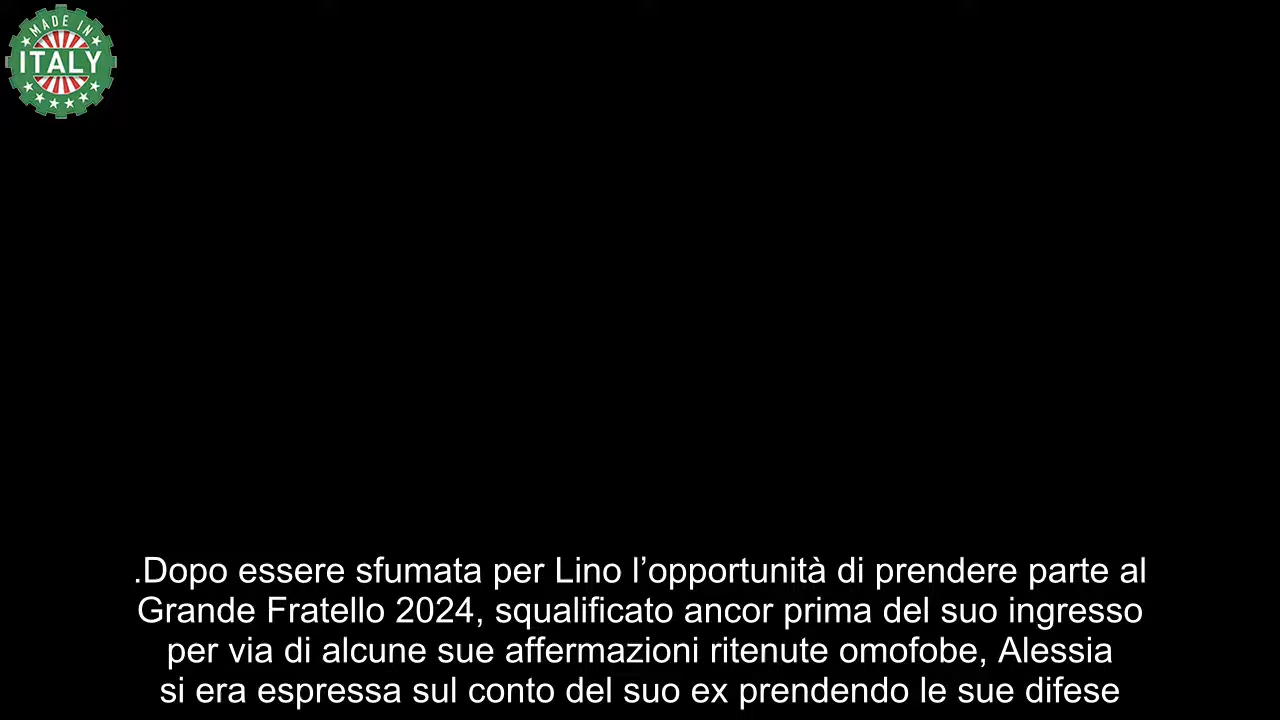 MADE IN
ITALY
.Dopo essere sfumata per Lino l’opportunità di prendere parte al
Grande Fratello 2024, squalificato ancor prima del suo ingresso
per via di alcune sue affermazioni ritenute omofobe, Alessia
si era espressa sul conto del suo ex prendendo le sue difese